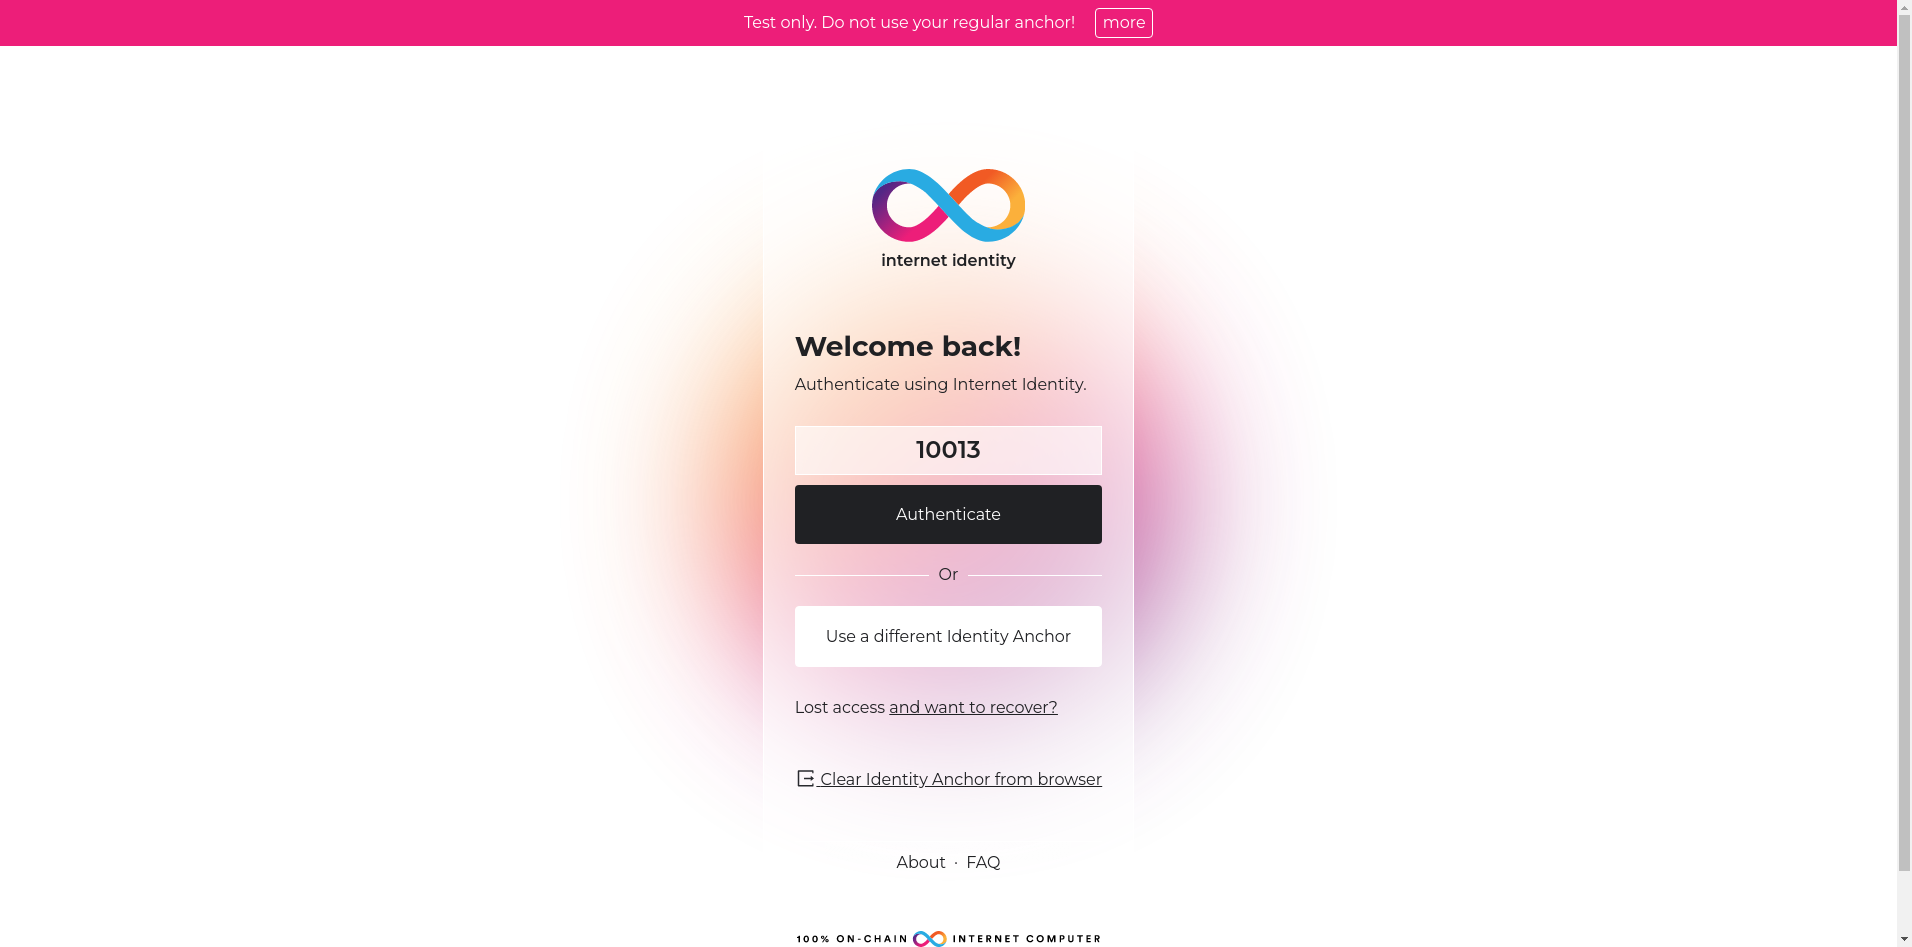 Test only. Do not use your regular anchor! more
internet identity
Welcome back!
Authenticate using Internet Identity.
10013
Authenticate
Or
Use a different Identity Anchor
Lost access and want to recover?
Clear Identity Anchor from browser
About · FAQ
100% ON-CHAIN INTERNET COMPUTER